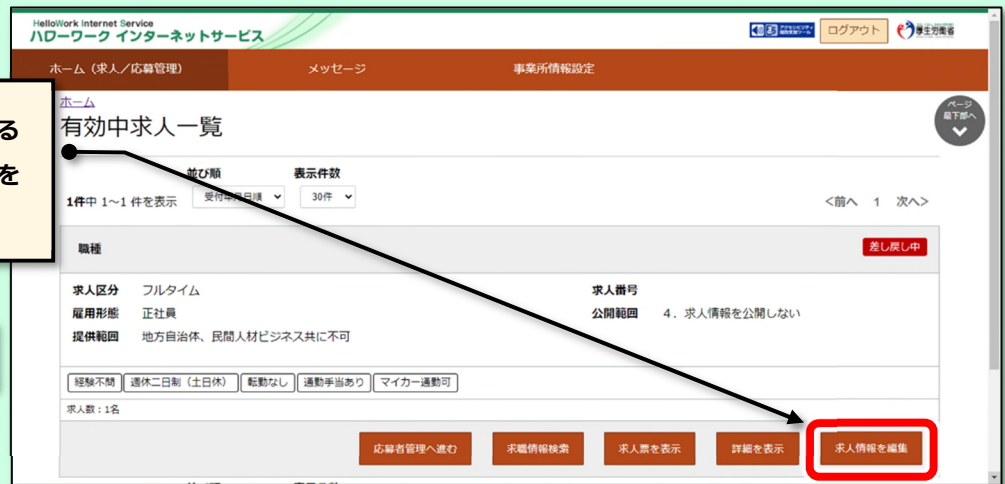 HelloWork Internet Service
ハローワーク インターネットサービス
ログアウト
厚生労働省
ホーム（求人／応募管理）
メッセージ
事業所情報設定
ホーム
ページ
最下部へ
有効中求人一覧
る
を
並び順
表示件数
1件中 1～1 件を表示
受付年月日順
30件
<前へ 1 次へ>
職種
差し戻し中
求人区分 フルタイム
求人番号
雇用形態 正社員
公開範囲 4．求人情報を公開しない
提供範囲 地方自治体、民間人材ビジネス共に不可
経験不問 週休二日制（土日休） 転勤なし 通勤手当あり マイカー通勤可
求人数：1名
応募者管理へ進む 求職情報検索 求人票を表示 詳細を表示 求人情報を編集